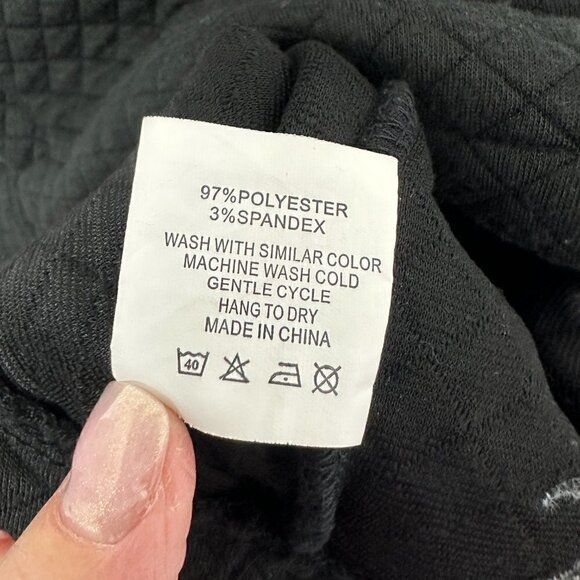 97%POLYESTER
3%SPANDEX
WASH WITH SIMILAR COLOR
MACHINE WASH COLD
GENTLE CYCLE
HANG TO DRY
MADE IN CHINA
40